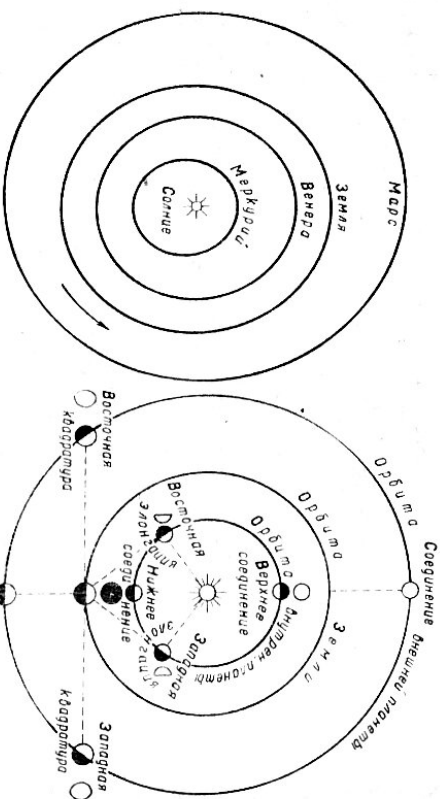 Марс
Земля
Венера
Меркурий
Солнце
Соединение
Орбита внешней планеты
Орбита Земли
Орбита внутрен. планеты
Верхнее
соединение
Восточная
элонгация
Западная
элонгация
Нижнее
соединение
Восточная
квадратура
Западная
квадратура